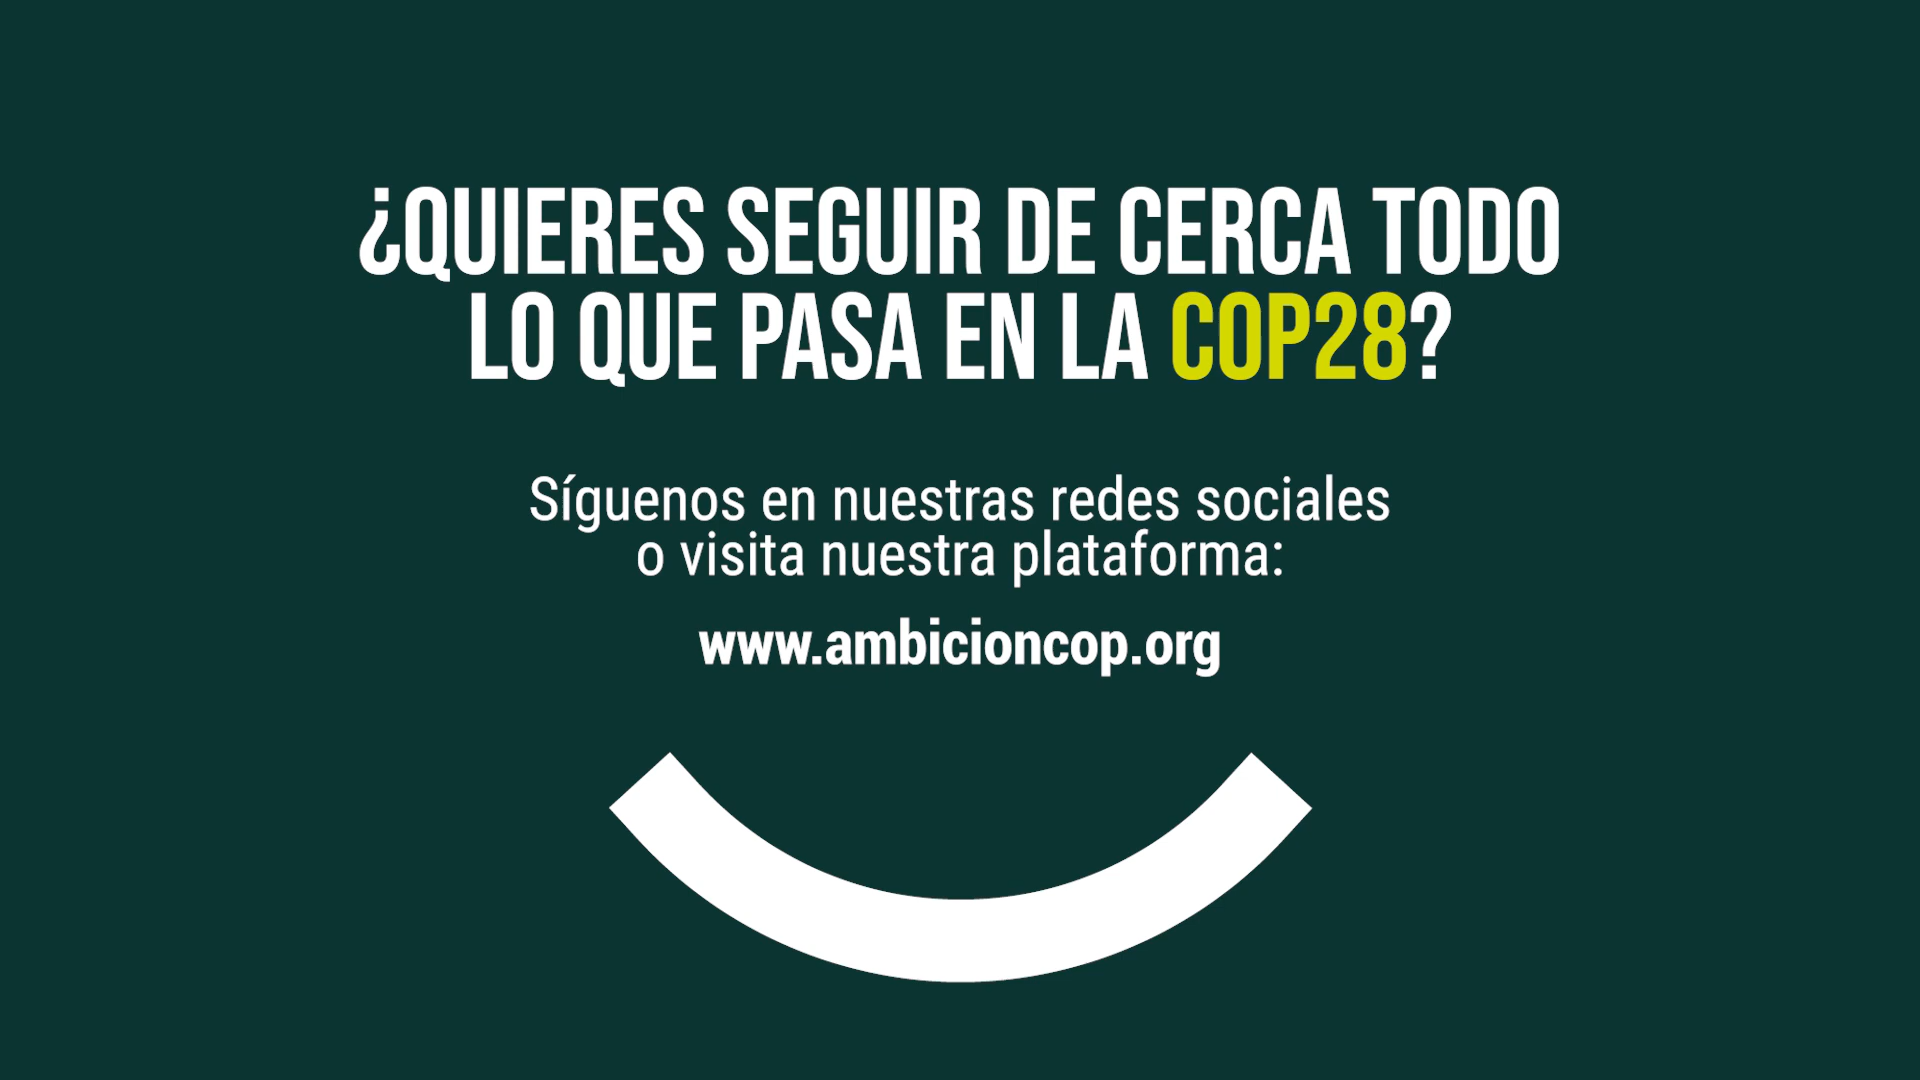 ¿QUIERES SEGUIR DE CERCA TODO
LO QUE PASA EN LA COP28?
Síguenos en nuestras redes sociales
o visita nuestra plataforma:
www.ambicioncop.org